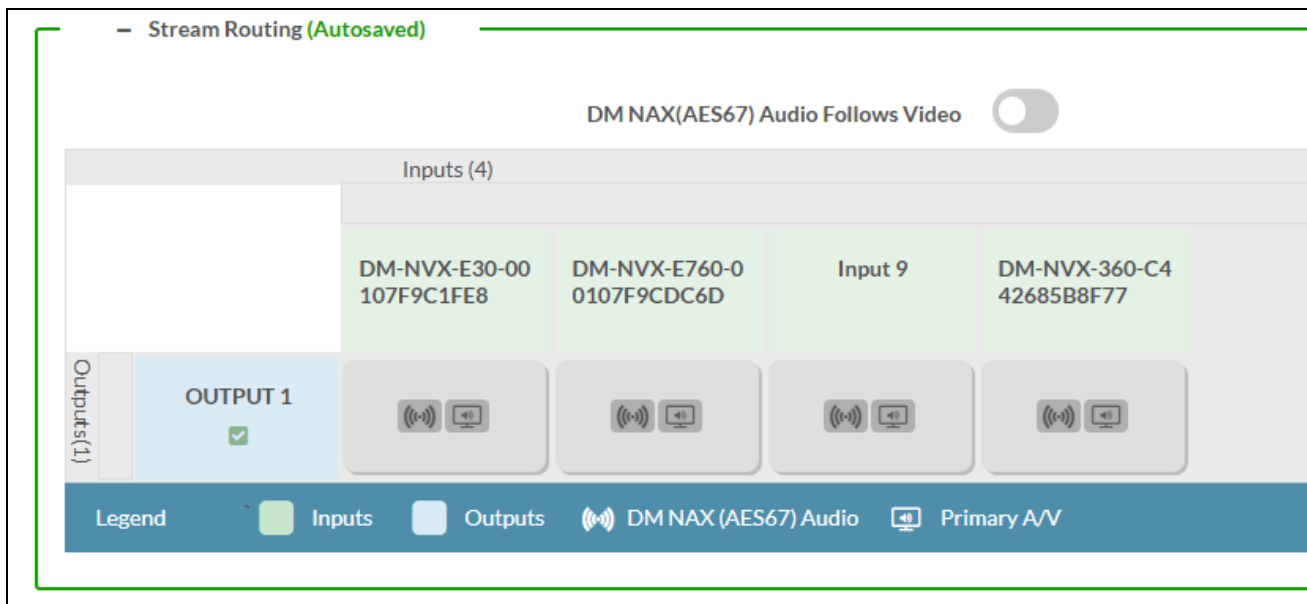 – Stream Routing (Autosaved)
DM NAX(AES67) Audio Follows Video
Inputs (4)
DM-NVX-E30-00
107F9C1FE8
DM-NVX-E760-0
0107F9CDC6D
Input 9
DM-NVX-360-C4
42685B8F77
Outputs(1)
OUTPUT 1
Legend
Inputs
Outputs
DM NAX (AES67) Audio
Primary A/V